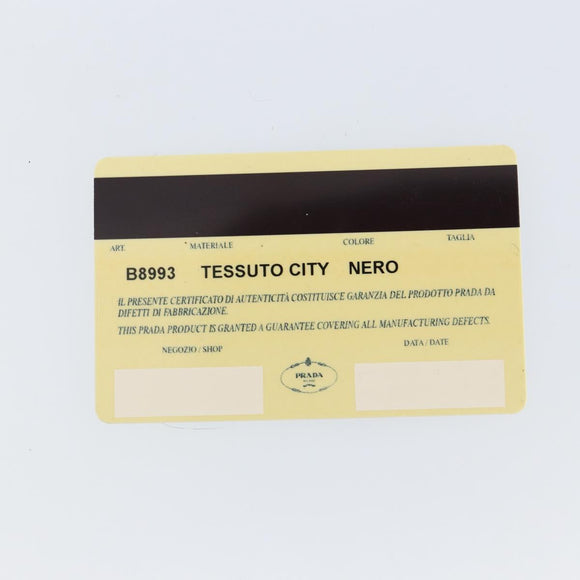 ART. MATERIALE COLORE TAGLIA
B8993 TESSUTO CITY NERO
IL PRESENTE CERTIFICATO DI AUTENTICITÀ COSTITUISCE GARANZIA DEL PRODOTTO PRADA DA
DIFETTI DI FABBRICAZIONE.
THIS PRADA PRODUCT IS GRANTED A GUARANTEE COVERING ALL MANUFACTURING DEFECTS.
NEGOZIO / SHOP DATA / DATE
PRADA
MILANO